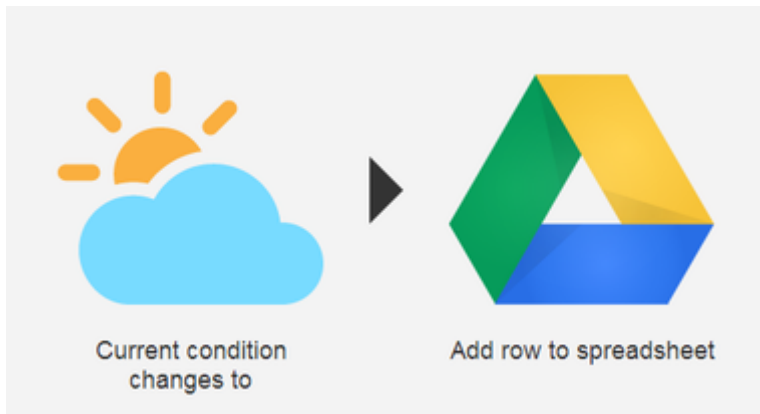 Current condition
changes to
Add row to spreadsheet